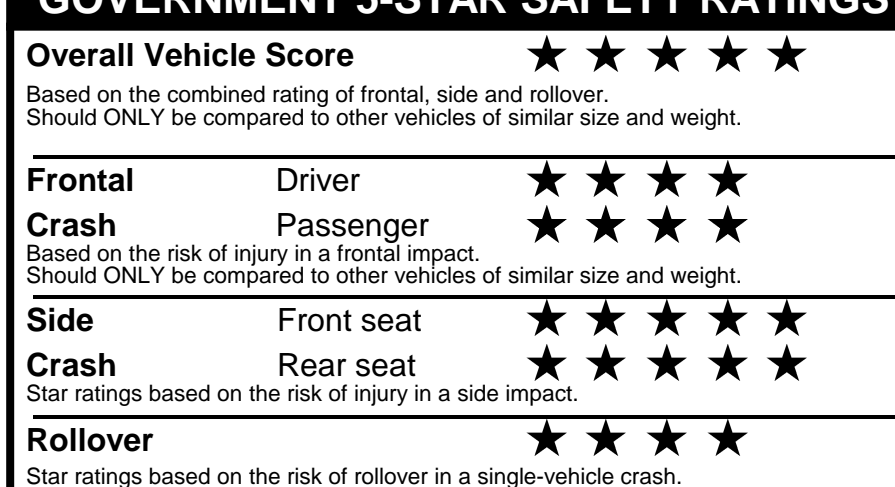 GOVERNMENT 5-STAR SAFETY RATINGS
Overall Vehicle Score ★ ★ ★ ★ ★
Based on the combined rating of frontal, side and rollover.
Should ONLY be compared to other vehicles of similar size and weight.
Frontal Driver ★ ★ ★ ★
Crash Passenger ★ ★ ★ ★
Based on the risk of injury in a frontal impact.
Should ONLY be compared to other vehicles of similar size and weight.
Side Front seat ★ ★ ★ ★ ★
Crash Rear seat ★ ★ ★ ★ ★
Star ratings based on the risk of injury in a side impact.
Rollover ★ ★ ★ ★
Star ratings based on the risk of rollover in a single-vehicle crash.